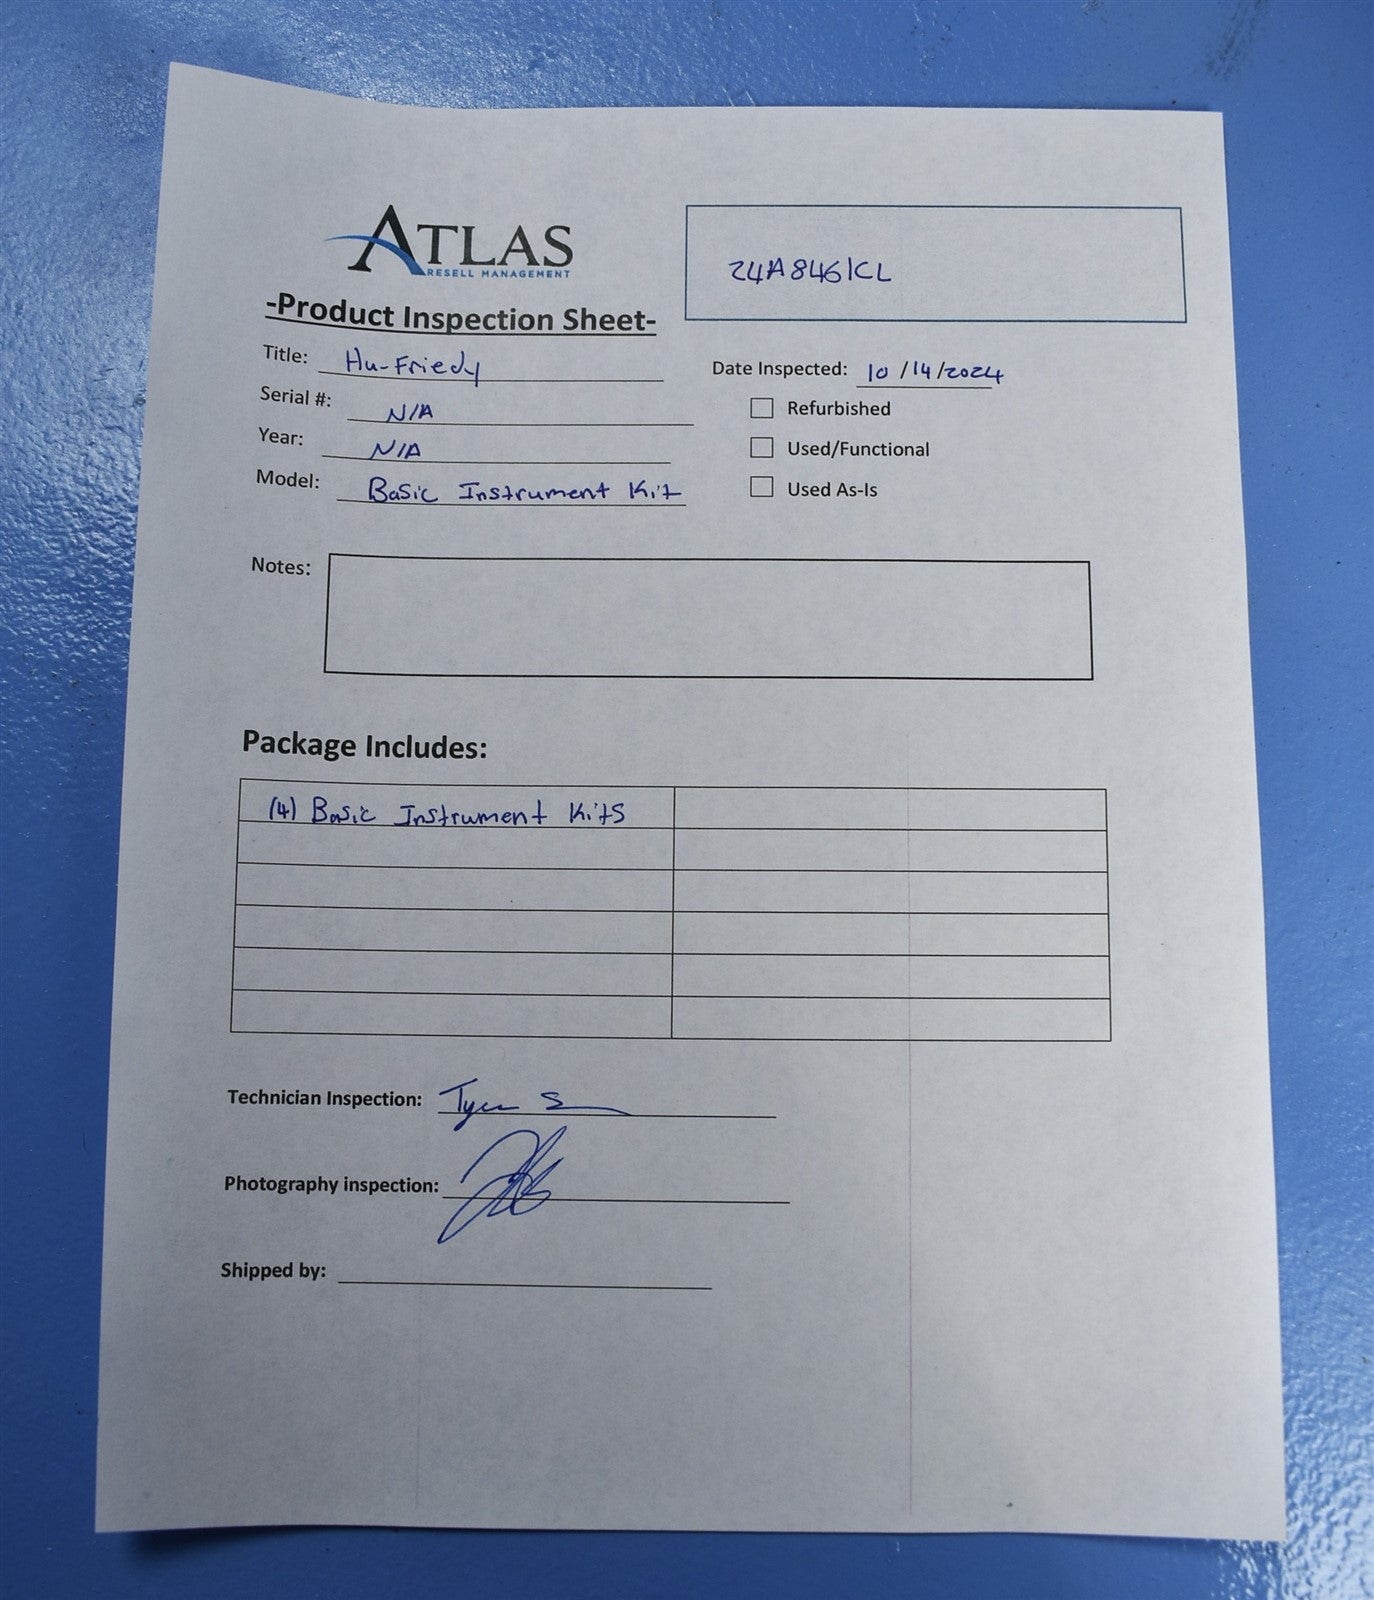 ATLAS
RESELL MANAGEMENT
24A8461CL
-Product Inspection Sheet-
Title: Hu-Friedy
Date Inspected: 10/14/2024
Serial #: N/A
Refurbished
Year: N/A
Used/Functional
Model: Basic Instrument Kit
Used As-Is
Notes:
Package Includes:
(4) Basic Instrument Kits
Technician Inspection:
Photography inspection:
Shipped by: